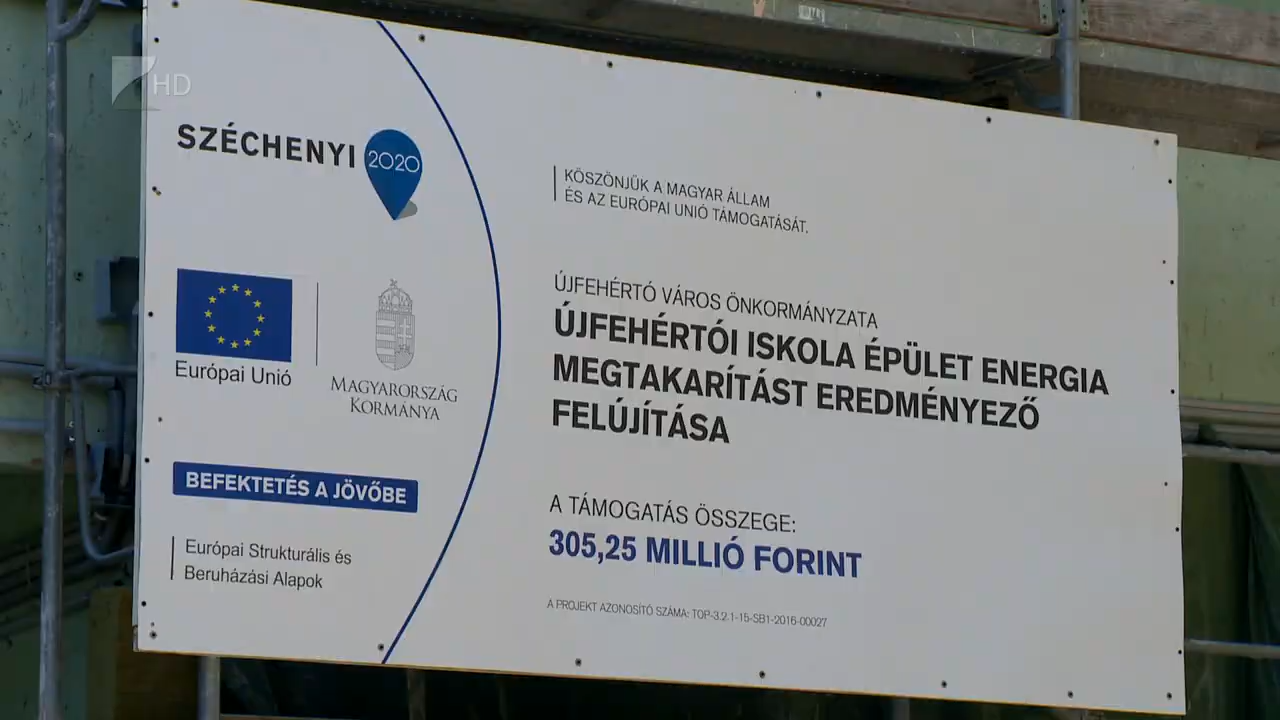 HD
SZÉCHENYI 2020
Európai Unió
MAGYARORSZÁG
KORMÁNYA
BEFEKTETÉS A JÖVŐBE
Európai Strukturális és
Beruházási Alapok
KÖSZÖNJÜK A MAGYAR ÁLLAM
ÉS AZ EURÓPAI UNIÓ TÁMOGATÁSÁT.
ÚJFEHÉRTÓ VÁROS ÖNKORMÁNYZATA
ÚJFEHÉRTÓI ISKOLA ÉPÜLET ENERGIA
MEGTAKARÍTÁST EREDMÉNYEZŐ
FELÚJÍTÁSA
A TÁMOGATÁS ÖSSZEGE:
305,25 MILLIÓ FORINT
A PROJEKT AZONOSÍTÓ SZÁMA: TOP-3.2.1-15-SB1-2016-00027